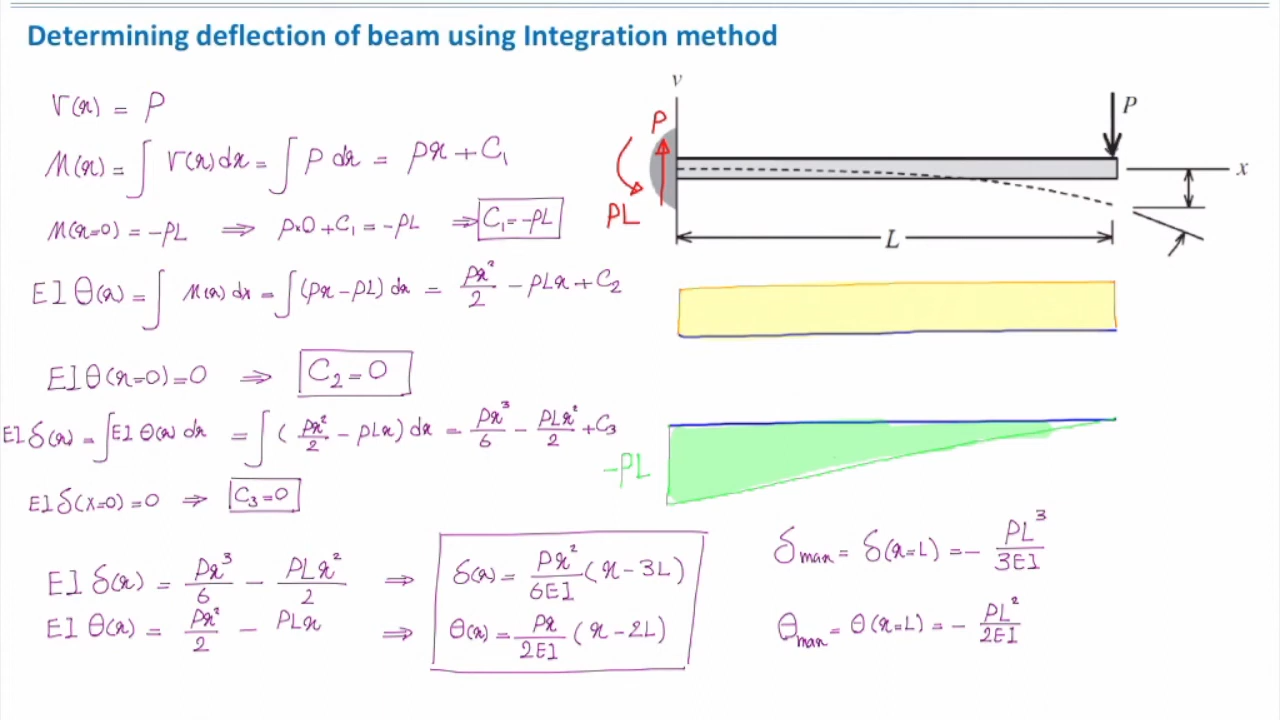 Determining deflection of beam using Integration method
V(x) = P
M(x) = ∫ V(x)dx = ∫ P dx = Px + C₁
M(x=0) = -PL ⇒ P×0 + C₁ = -PL ⇒ C₁ = -PL
EI θ(x) = ∫ M(x) dx = ∫(Px - PL) dx = Px²/2 - PLx + C₂
EIθ(x=0) = 0 ⇒ C₂ = 0
EI δ(x) = ∫EI θ(x) dx = ∫( Px²/2 - PLx) dx = Px³/6 - PLx²/2 + C₃
EI δ(x=0) = 0 ⇒ C₃ = 0
EI δ(x) = Px³/6 - PLx²/2 ⇒ δ(x) = Px²/6EI (x - 3L)
EI θ(x) = Px²/2 - PLx ⇒ θ(x) = Px/2EI (x - 2L)
v
P
P
x
PL
L
-PL
δmax = δ(x=L) = - PL³/3EI
θmax = θ(x=L) = - PL²/2EI